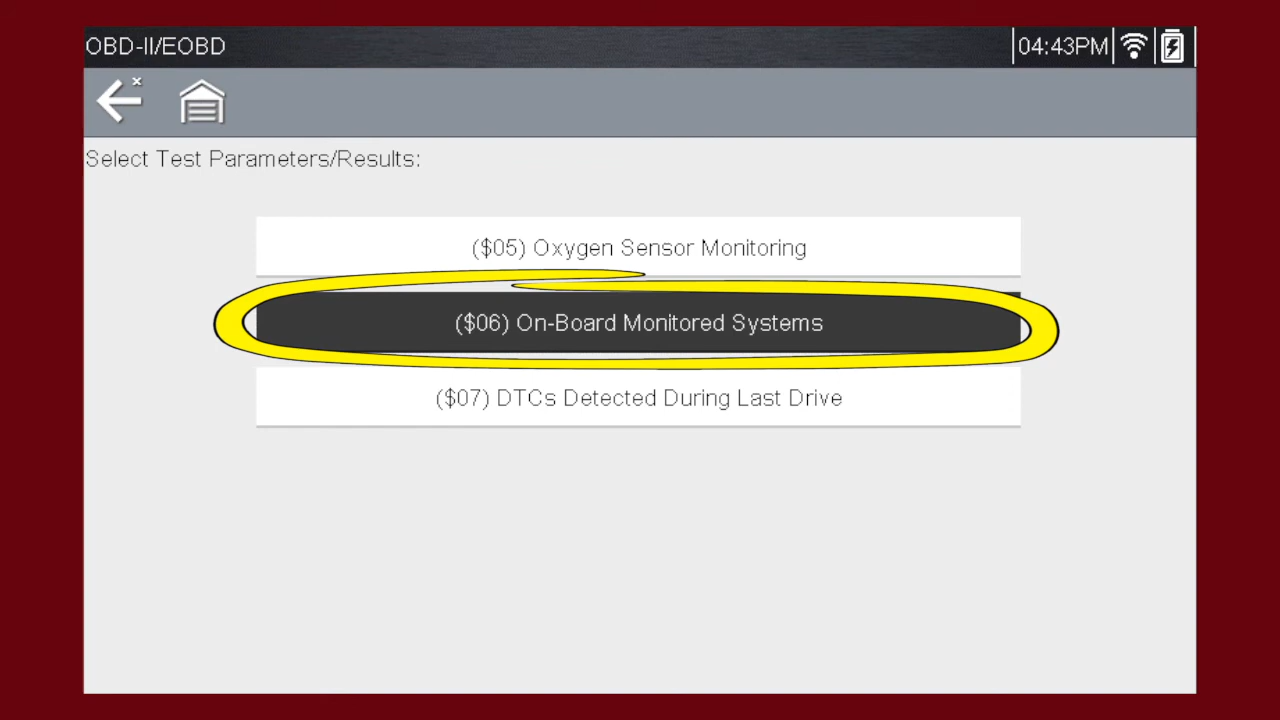 OBD-II/EOBD
04:43PM
Select Test Parameters/Results:
($05) Oxygen Sensor Monitoring
($06) On-Board Monitored Systems
($07) DTCs Detected During Last Drive